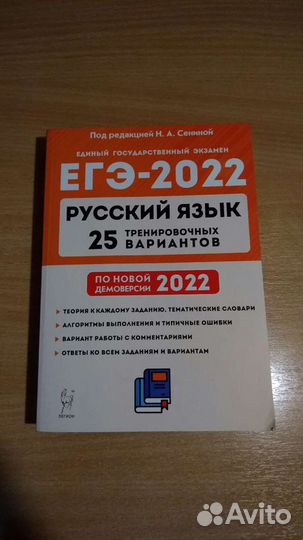 Под редакцией Н. А. Сениной
ЕДИНЫЙ ГОСУДАРСТВЕННЫЙ ЭКЗАМЕН
ЕГЭ-2022
РУССКИЙ ЯЗЫК
25 ТРЕНИРОВОЧНЫХ
ВАРИАНТОВ
ПО НОВОЙ
ДЕМОВЕРСИИ 2022
ТЕОРИЯ К КАЖДОМУ ЗАДАНИЮ, ТЕМАТИЧЕСКИЕ СЛОВАРИ
АЛГОРИТМЫ ВЫПОЛНЕНИЯ И ТИПИЧНЫЕ ОШИБКИ
ВАРИАНТ РАБОТЫ С КОММЕНТАРИЯМИ
ОТВЕТЫ КО ВСЕМ ЗАДАНИЯМ И ВАРИАНТАМ
ЛЕГИОН
Avito